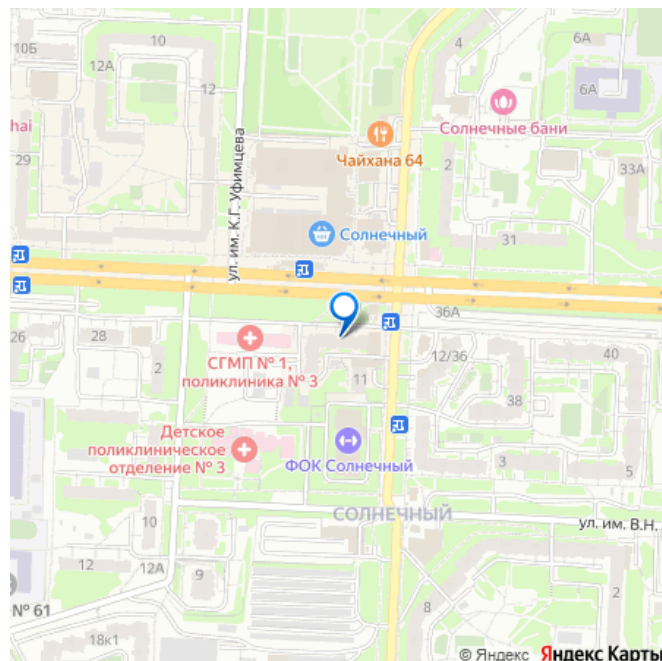 10Б
10
12А
12
hai
29
4
6А
6А
Солнечные бани
Чайхана 64
2
33А
ул. им. К.Г. Уфимцева
Солнечный
31
36А
26
28
2
СГМП № 1,
поликлиника № 3
12/36
40
11
38
Детское
поликлиническое
отделение № 3
ФОК Солнечный
3
5
СОЛНЕЧНЫЙ
10
ул. им. В.Н.
12
12А
9
№ 61
8
2
18к1
© Яндекс Яндекс Карты